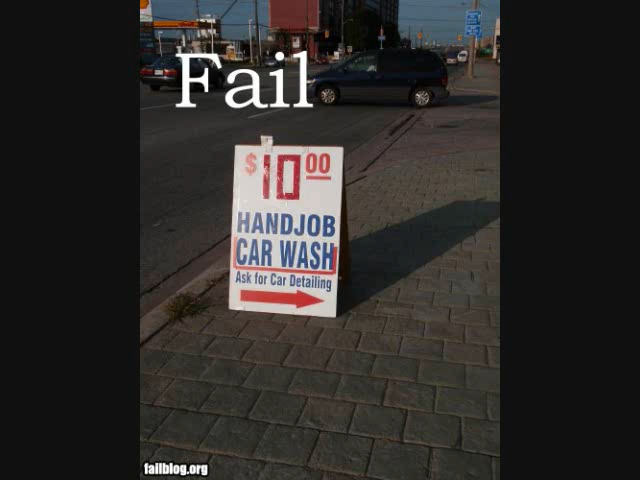 Fail
$10 00
HANDJOB
CAR WASH
Ask for Car Detailing
failblog.org